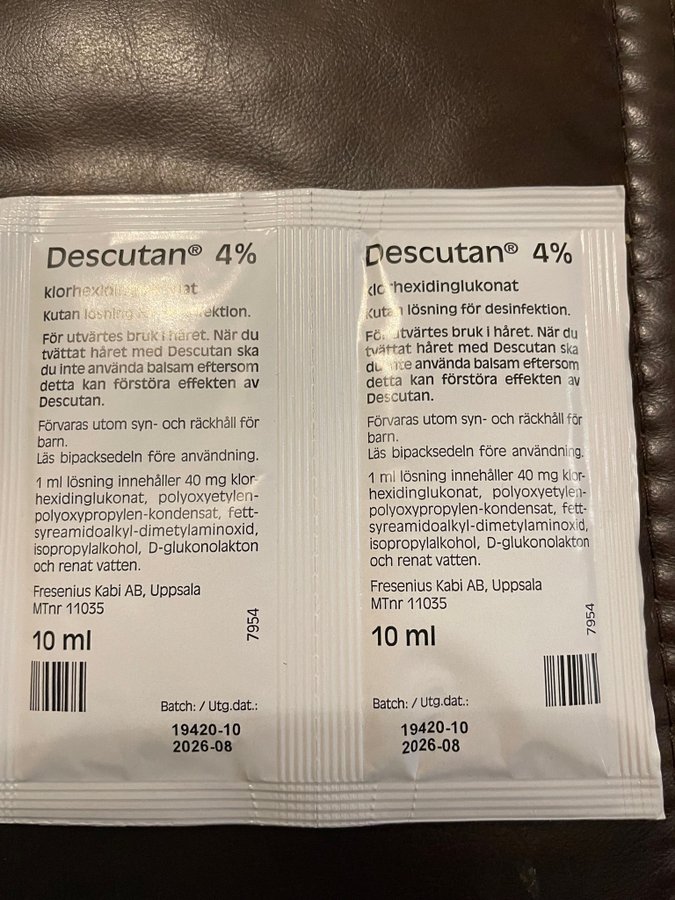 Descutan® 4%
klorhexidinglukonat
Kutan lösning för desinfektion.
För utvärtes bruk i håret. När du
tvättat håret med Descutan ska
du inte använda balsam eftersom
detta kan förstöra effekten av
Descutan.
Förvaras utom syn- och räckhåll för
barn.
Läs bipacksedeln före användning.
1 ml lösning innehåller 40 mg klor-
hexidinglukonat, polyoxyetylen-
polyoxypropylen-kondensat, fett-
syreamidoalkyl-dimetylaminoxid,
isopropylalkohol, D-glukonolakton
och renat vatten.
Fresenius Kabi AB, Uppsala
MTnr 11035
10 ml
7954
Batch: / Utg.dat.:
19420-10
2026-08
Descutan® 4%
klorhexidinglukonat
Kutan lösning för desinfektion.
För utvärtes bruk i håret. När du
tvättat håret med Descutan ska
du inte använda balsam eftersom
detta kan förstöra effekten av
Descutan.
Förvaras utom syn- och räckhåll för
barn.
Läs bipacksedeln före användning.
1 ml lösning innehåller 40 mg klor-
hexidinglukonat, polyoxyetylen-
polyoxypropylen-kondensat, fett-
syreamidoalkyl-dimetylaminoxid,
isopropylalkohol, D-glukonolakton
och renat vatten.
Fresenius Kabi AB, Uppsala
MTnr 11035
10 ml
7954
Batch: / Utg.dat.:
19420-10
2026-08